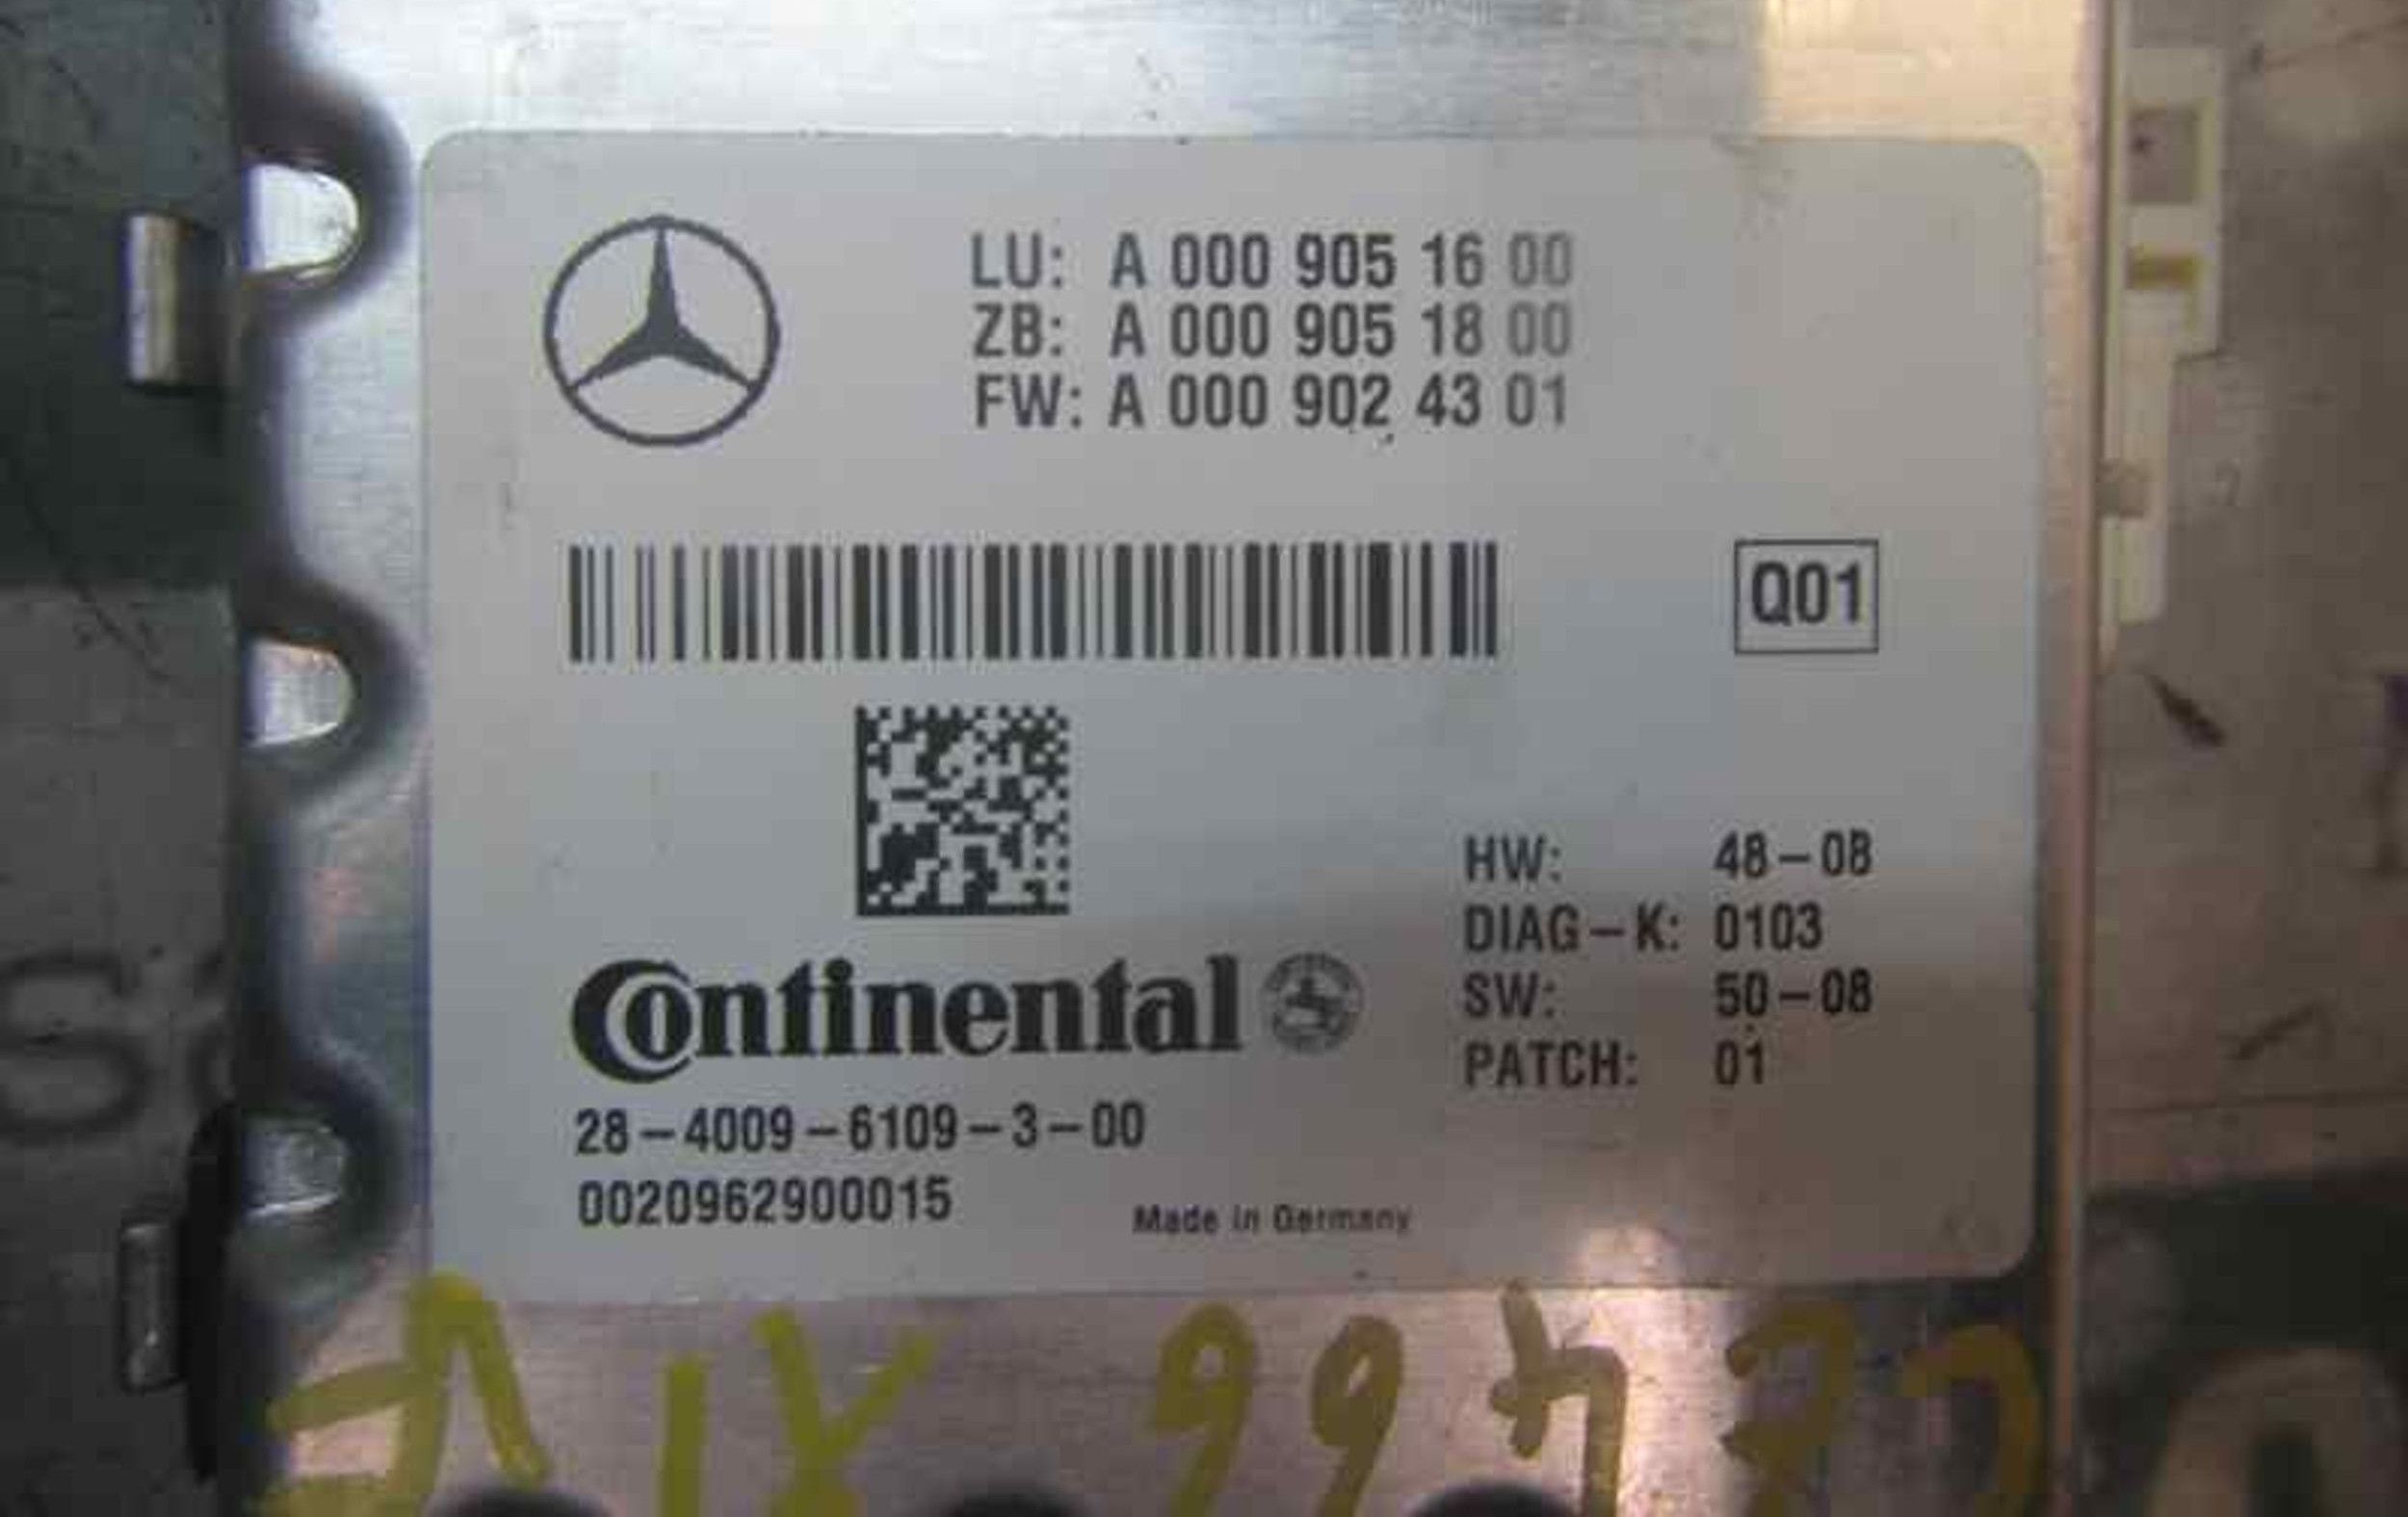 LU: A 000 905 16 00
ZB: A 000 905 18 00
FW: A 000 902 43 01
Q01
HW: 48-08
DIAG-K: 0103
SW: 50-08
PATCH: 01
Continental
28-4009-6109-3-00
0020962900015
Made in Germany